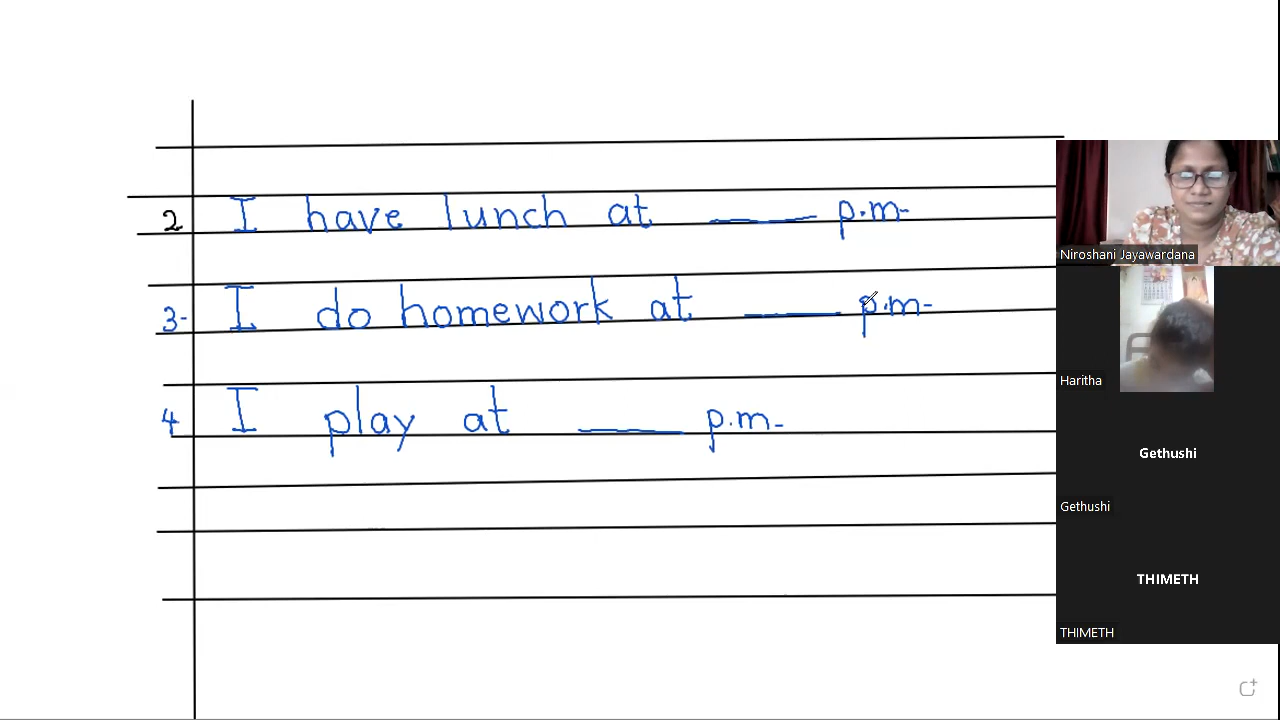 2 I have lunch at ____ p.m.
3. I do homework at ____ p.m.
4 I play at ____ p.m.
Niroshani Jayawardana
Haritha
Gethushi
Gethushi
THIMETH
THIMETH